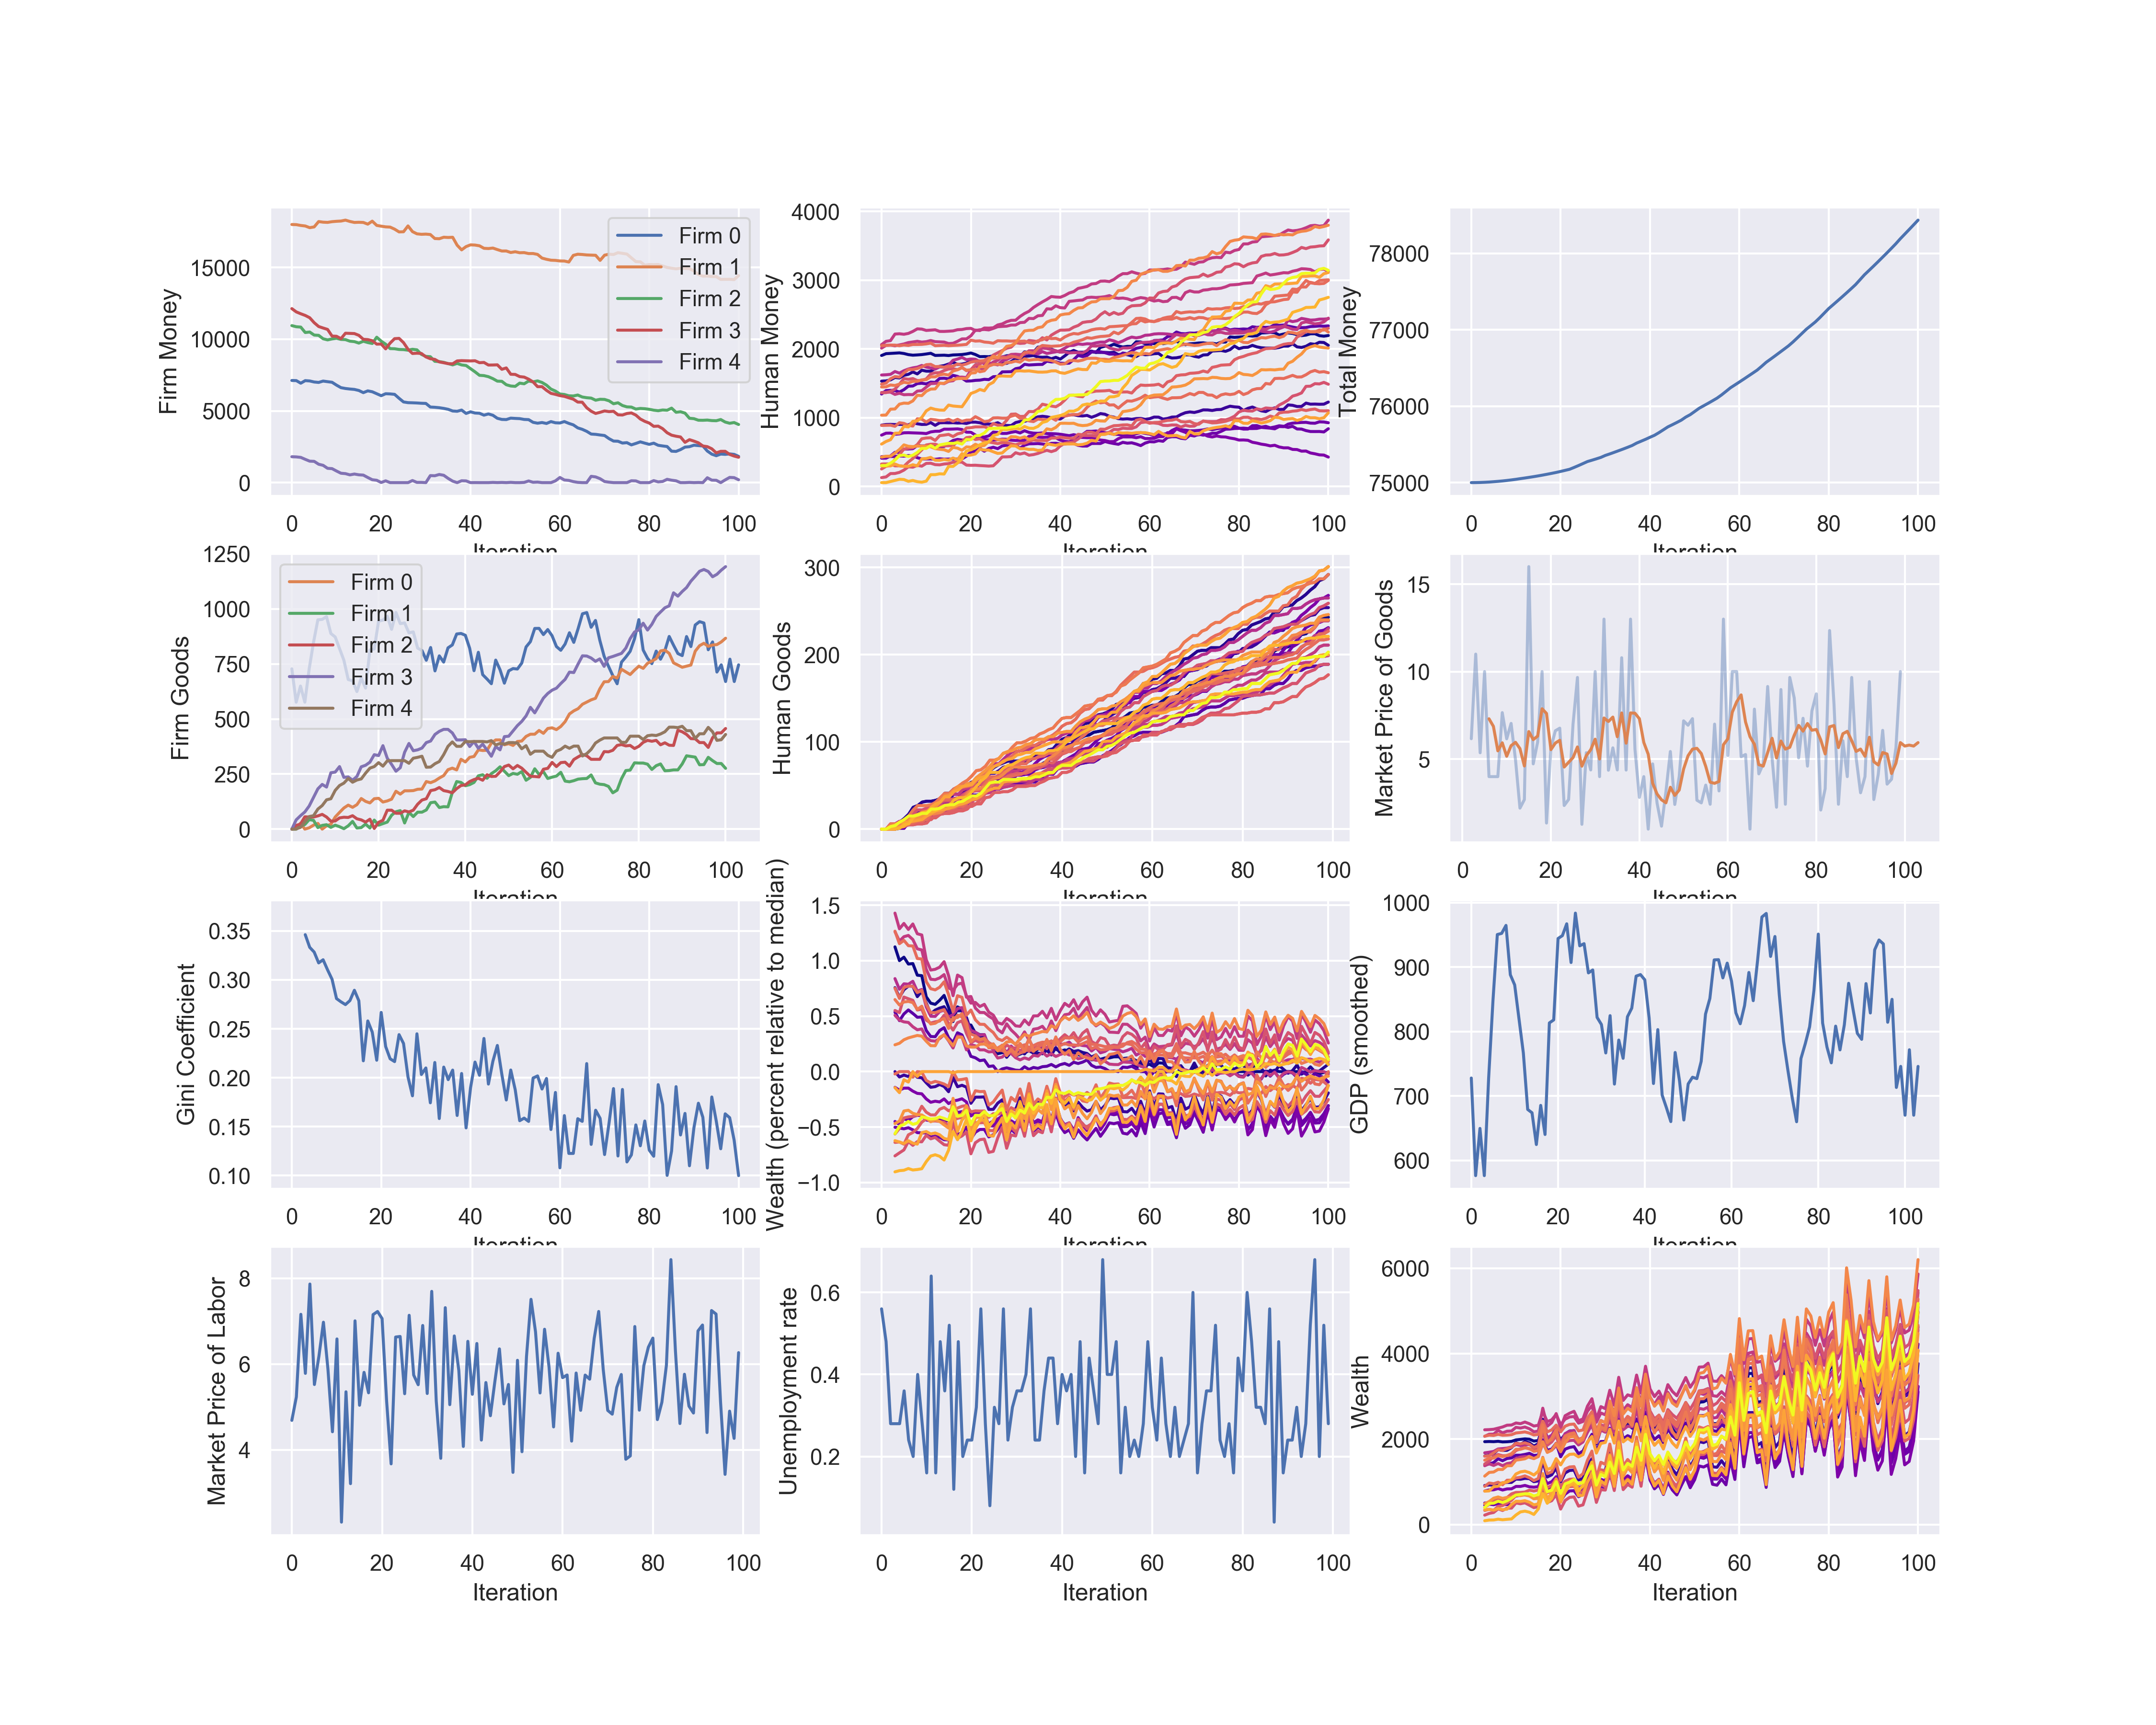 Firm Money
15000
10000
5000
0
0 20 40 60 80 100
Iteration
Firm 0
Firm 1
Firm 2
Firm 3
Firm 4
Human Money
4000
3000
2000
1000
0
0 20 40 60 80 100
Iteration
Total Money
78000
77000
76000
75000
0 20 40 60 80 100
Iteration
Firm Goods
1250
1000
750
500
250
0
0 20 40 60 80 100
Iteration
Firm 0
Firm 1
Firm 2
Firm 3
Firm 4
Human Goods
300
200
100
0
0 20 40 60 80 100
Iteration
Market Price of Goods
15
10
5
0 20 40 60 80 100
Iteration
Gini Coefficient
0.35
0.30
0.25
0.20
0.15
0.10
0 20 40 60 80 100
Iteration
Wealth (percent relative to median)
1.5
1.0
0.5
0.0
−0.5
−1.0
0 20 40 60 80 100
Iteration
GDP (smoothed)
1000
900
800
700
600
0 20 40 60 80 100
Iteration
Market Price of Labor
8
6
4
0 20 40 60 80 100
Iteration
Unemployment rate
0.6
0.4
0.2
0 20 40 60 80 100
Iteration
Wealth
6000
4000
2000
0
0 20 40 60 80 100
Iteration